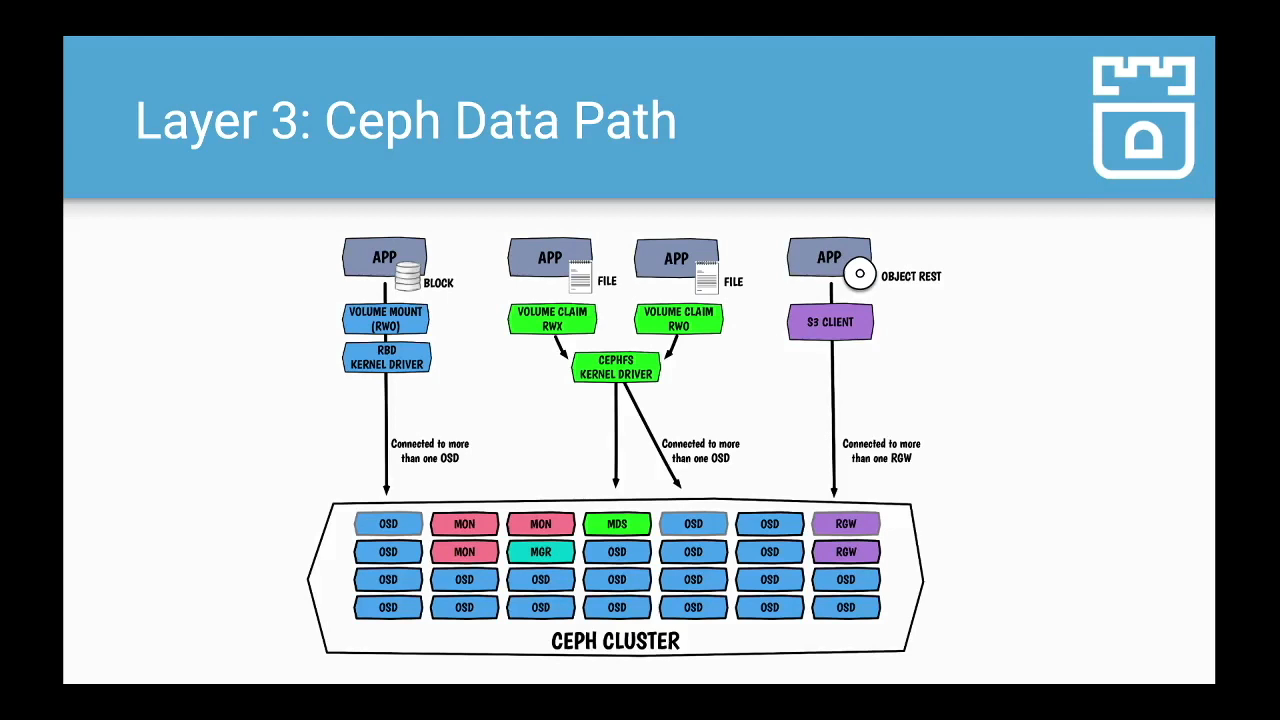 Layer 3: Ceph Data Path
APP
BLOCK
VOLUME MOUNT
(RWO)
RBD
KERNEL DRIVER
APP
FILE
VOLUME CLAIM
RWX
APP
FILE
VOLUME CLAIM
RWO
CEPHFS
KERNEL DRIVER
APP
OBJECT REST
S3 CLIENT
Connected to more
than one OSD
Connected to more
than one OSD
Connected to more
than one RGW
OSD MON MON MDS OSD OSD RGW
OSD MON MGR OSD OSD OSD RGW
OSD OSD OSD OSD OSD OSD OSD
OSD OSD OSD OSD OSD OSD OSD
CEPH CLUSTER